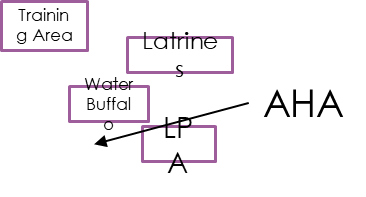 Trainin
g Area
Latrine
s
Water
Buffal
o
AHA
LP
A